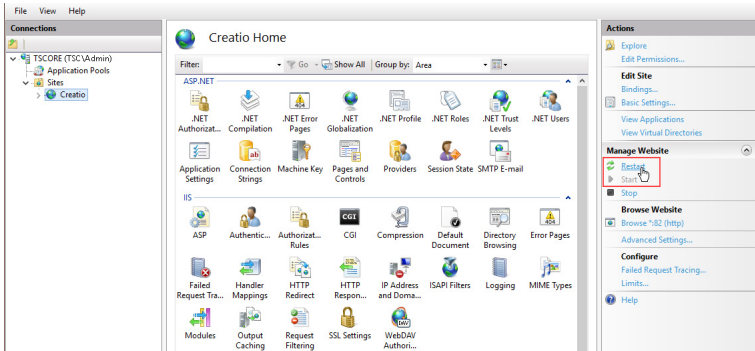 File View Help
Connections
TSCORE (TSC\Admin)
Application Pools
Sites
Creatio
Creatio Home
Filter: Go Show All Group by: Area
ASP.NET
.NET Authorizat...
.NET Compilation
.NET Error Pages
.NET Globalization
.NET Profile
.NET Roles
.NET Trust Levels
.NET Users
Application Settings
Connection Strings
Machine Key
Pages and Controls
Providers
Session State
SMTP E-mail
IIS
ASP
Authentic...
Authorizat... Rules
CGI
Compression
Default Document
Directory Browsing
Error Pages
Failed Request Tra...
Handler Mappings
HTTP Redirect
HTTP Respon...
IP Address and Doma...
ISAPI Filters
Logging
MIME Types
Modules
Output Caching
Request Filtering
SSL Settings
WebDAV Authori...
Actions
Explore
Edit Permissions...
Edit Site
Bindings...
Basic Settings...
View Applications
View Virtual Directories
Manage Website
Restart
Start
Stop
Browse Website
Browse *:82 (http)
Advanced Settings...
Configure
Failed Request Tracing...
Limits...
Help